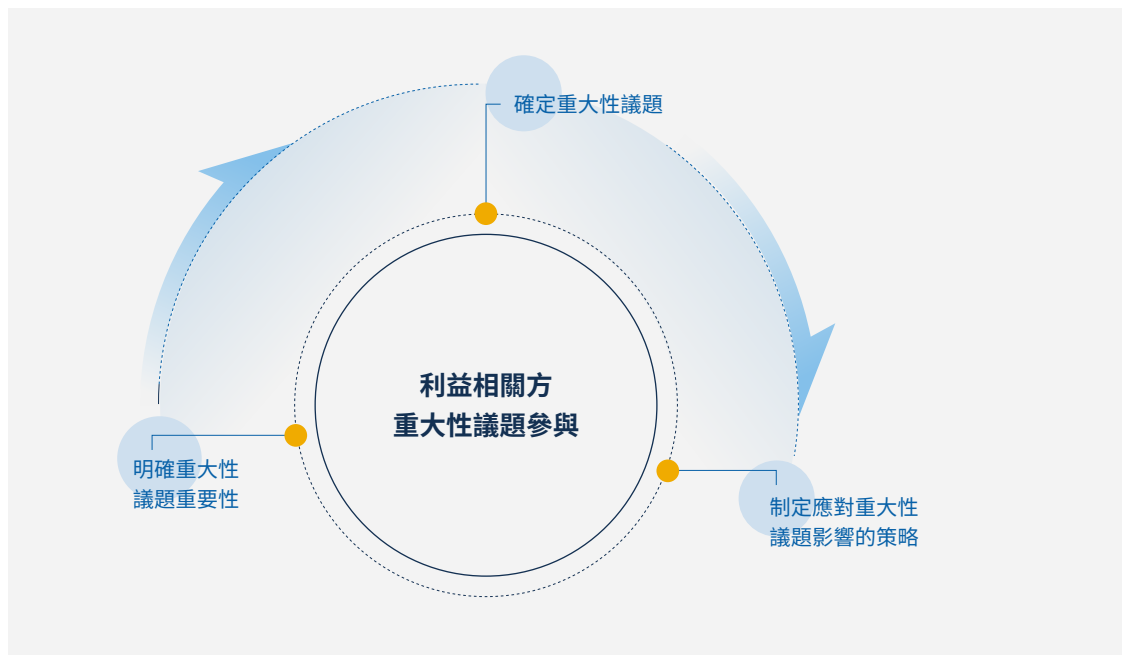 確定重大性議題
利益相關方
重大性議題參與
明確重大性
議題重要性
制定應對重大性
議題影響的策略